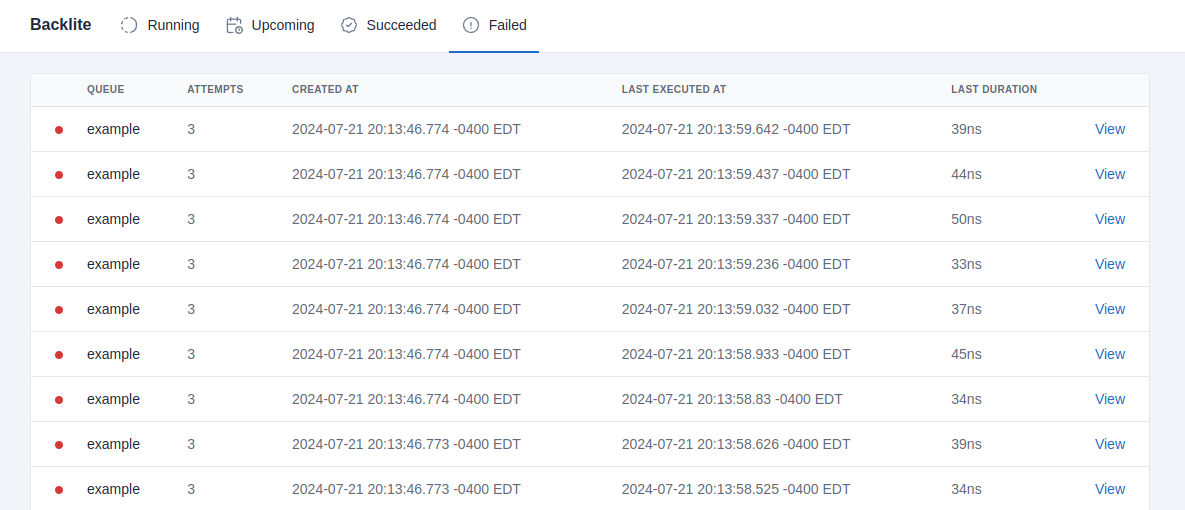 Backlite Running Upcoming Succeeded Failed
QUEUE ATTEMPTS CREATED AT LAST EXECUTED AT LAST DURATION
example 3 2024-07-21 20:13:46.774 -0400 EDT 2024-07-21 20:13:59.642 -0400 EDT 39ns View
example 3 2024-07-21 20:13:46.774 -0400 EDT 2024-07-21 20:13:59.437 -0400 EDT 44ns View
example 3 2024-07-21 20:13:46.774 -0400 EDT 2024-07-21 20:13:59.337 -0400 EDT 50ns View
example 3 2024-07-21 20:13:46.774 -0400 EDT 2024-07-21 20:13:59.236 -0400 EDT 33ns View
example 3 2024-07-21 20:13:46.774 -0400 EDT 2024-07-21 20:13:59.032 -0400 EDT 37ns View
example 3 2024-07-21 20:13:46.774 -0400 EDT 2024-07-21 20:13:58.933 -0400 EDT 45ns View
example 3 2024-07-21 20:13:46.774 -0400 EDT 2024-07-21 20:13:58.83 -0400 EDT 34ns View
example 3 2024-07-21 20:13:46.773 -0400 EDT 2024-07-21 20:13:58.626 -0400 EDT 39ns View
example 3 2024-07-21 20:13:46.773 -0400 EDT 2024-07-21 20:13:58.525 -0400 EDT 34ns View